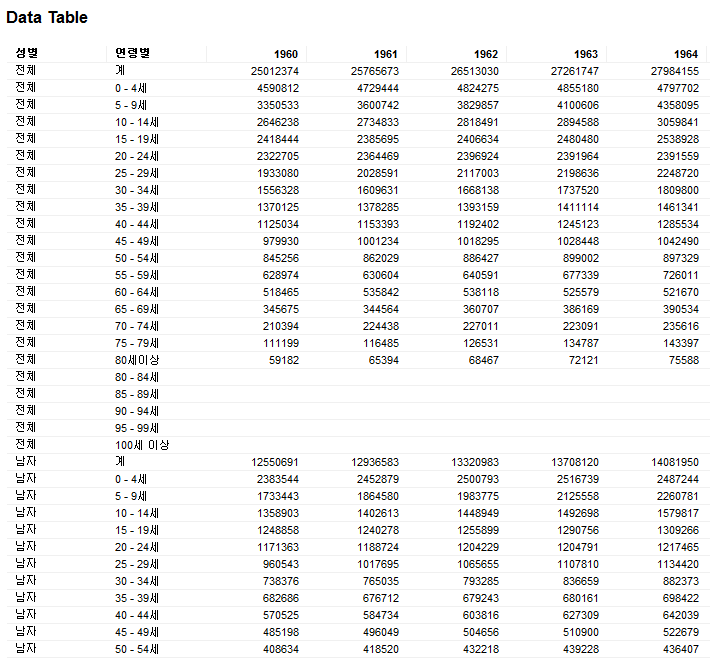 Data Table
성별 연령별 1960 1961 1962 1963 1964
전체 계 25012374 25765673 26513030 27261747 27984155
전체 0 - 4세 4590812 4729444 4824275 4855180 4797702
전체 5 - 9세 3350533 3600742 3829857 4100606 4358095
전체 10 - 14세 2646238 2734833 2818491 2894588 3059841
전체 15 - 19세 2418444 2385695 2406634 2480480 2538928
전체 20 - 24세 2322705 2364469 2396924 2391964 2391559
전체 25 - 29세 1933080 2028591 2117003 2198636 2248720
전체 30 - 34세 1556328 1609631 1668138 1737520 1809800
전체 35 - 39세 1370125 1378285 1393159 1411114 1461341
전체 40 - 44세 1125034 1153393 1192402 1245123 1285534
전체 45 - 49세 979930 1001234 1018295 1028448 1042490
전체 50 - 54세 845256 862029 886427 899002 897329
전체 55 - 59세 628974 630604 640591 677339 726011
전체 60 - 64세 518465 535842 538118 525579 521670
전체 65 - 69세 345675 344564 360707 386169 390534
전체 70 - 74세 210394 224438 227011 223091 235616
전체 75 - 79세 111199 116485 126531 134787 143397
전체 80세이상 59182 65394 68467 72121 75588
전체 80 - 84세
전체 85 - 89세
전체 90 - 94세
전체 95 - 99세
전체 100세 이상
남자 계 12550691 12936583 13320983 13708120 14081950
남자 0 - 4세 2383544 2452879 2500793 2516739 2487244
남자 5 - 9세 1733443 1864580 1983775 2125558 2260781
남자 10 - 14세 1358903 1402613 1448949 1492698 1579817
남자 15 - 19세 1248858 1240278 1255899 1290756 1309266
남자 20 - 24세 1171363 1188724 1204229 1204791 1217465
남자 25 - 29세 960543 1017695 1065655 1107810 1134420
남자 30 - 34세 738376 765035 793285 836659 882373
남자 35 - 39세 682686 676712 679243 680161 698422
남자 40 - 44세 570525 584734 603816 627309 642039
남자 45 - 49세 485198 496049 504656 510900 522679
남자 50 - 54세 408634 418520 432218 439228 436407